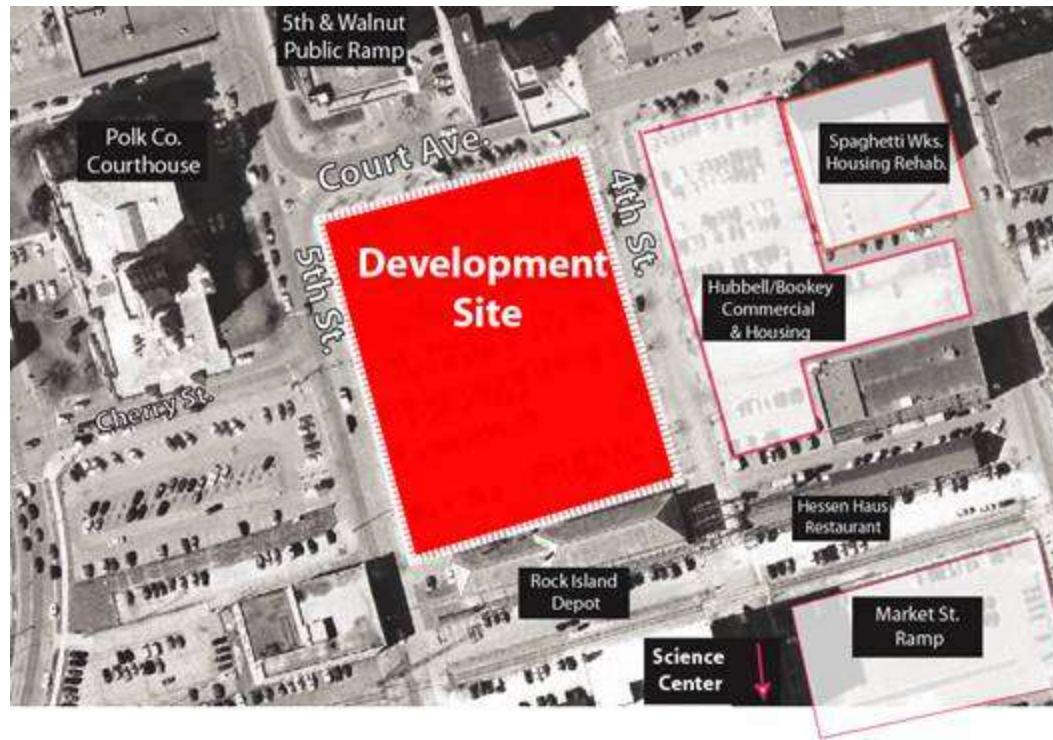 5th & Walnut
Public Ramp
Polk Co.
Courthouse
Court Ave.
Spaghetti Wks.
Housing Rehab.
4th St.
5th St.
Development
Site
Hubbell/Bookey
Commercial
& Housing
Cherry St.
Hessen Haus
Restaurant
Rock Island
Depot
Market St.
Ramp
Science
Center